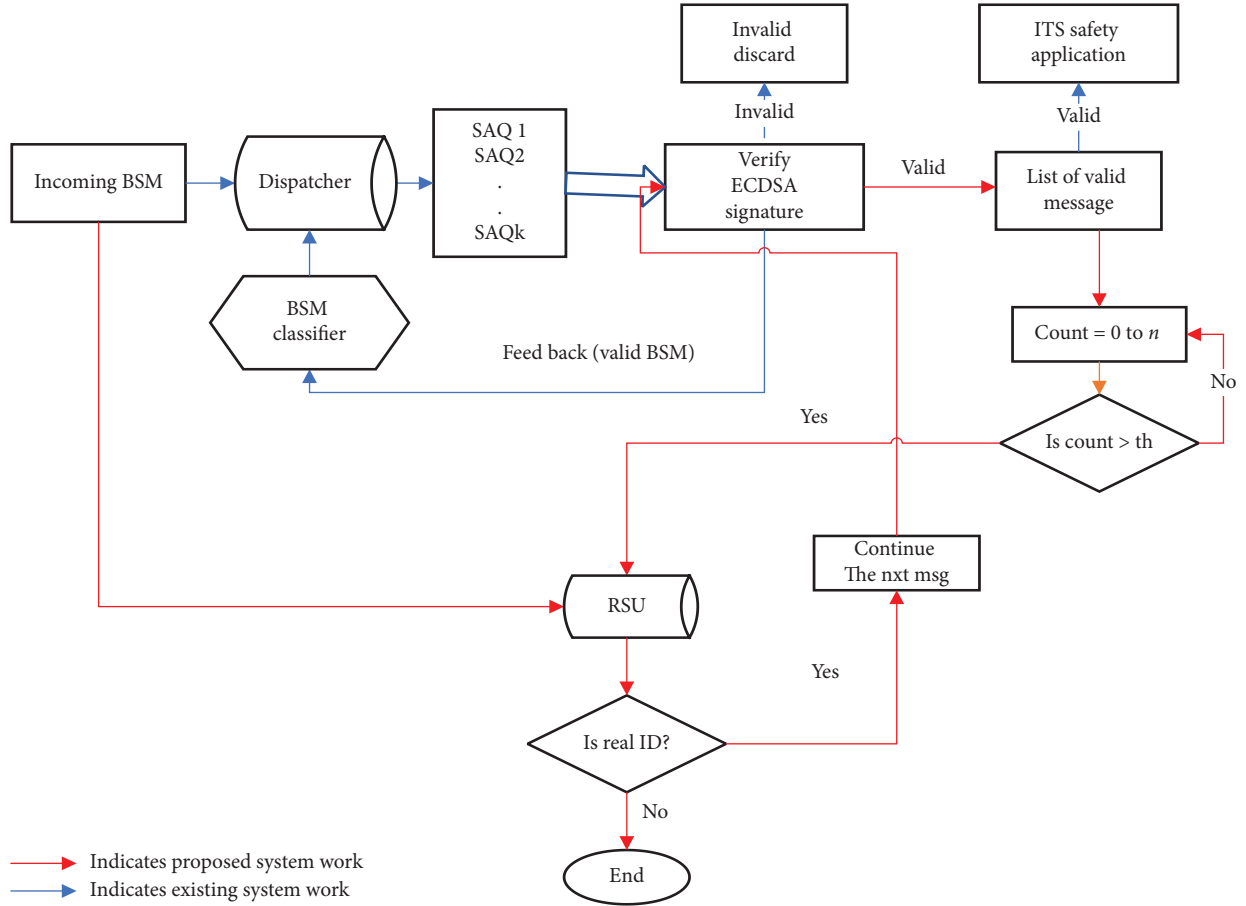 Invalid
discard
ITS safety
application
Invalid
Valid
Incoming BSM
Dispatcher
SAQ 1
SAQ2
.
.
SAQk
Verify
ECDSA
signature
Valid
List of valid
message
BSM
classifier
Feed back (valid BSM)
Count = 0 to n
No
Yes
Is count > th
Continue
The nxt msg
RSU
Yes
Is real ID?
No
End
Indicates proposed system work
Indicates existing system work